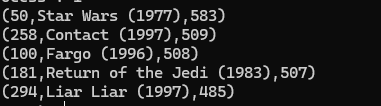 (50,Star Wars (1977),583)
(258,Contact (1997),509)
(100,Fargo (1996),508)
(181,Return of the Jedi (1983),507)
(294,Liar Liar (1997),485)